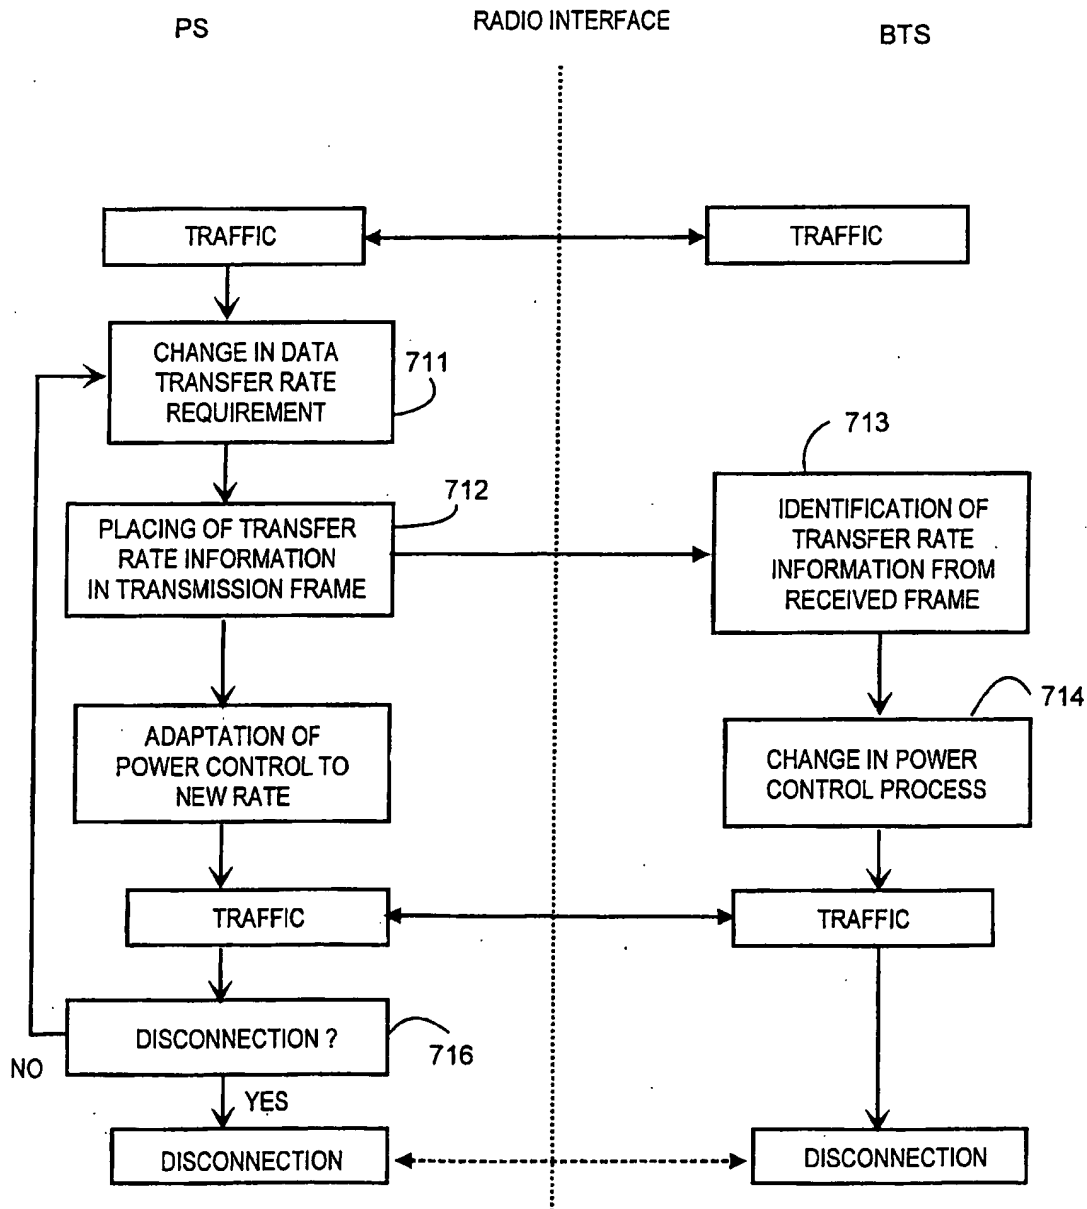 PS
RADIO INTERFACE
BTS
TRAFFIC
TRAFFIC
CHANGE IN DATA
TRANSFER RATE
REQUIREMENT
711
713
712
PLACING OF TRANSFER
RATE INFORMATION
IN TRANSMISSION FRAME
IDENTIFICATION OF
TRANSFER RATE
INFORMATION FROM
RECEIVED FRAME
714
ADAPTATION OF
POWER CONTROL TO
NEW RATE
CHANGE IN POWER
CONTROL PROCESS
TRAFFIC
TRAFFIC
DISCONNECTION ?
716
NO
YES
DISCONNECTION
DISCONNECTION